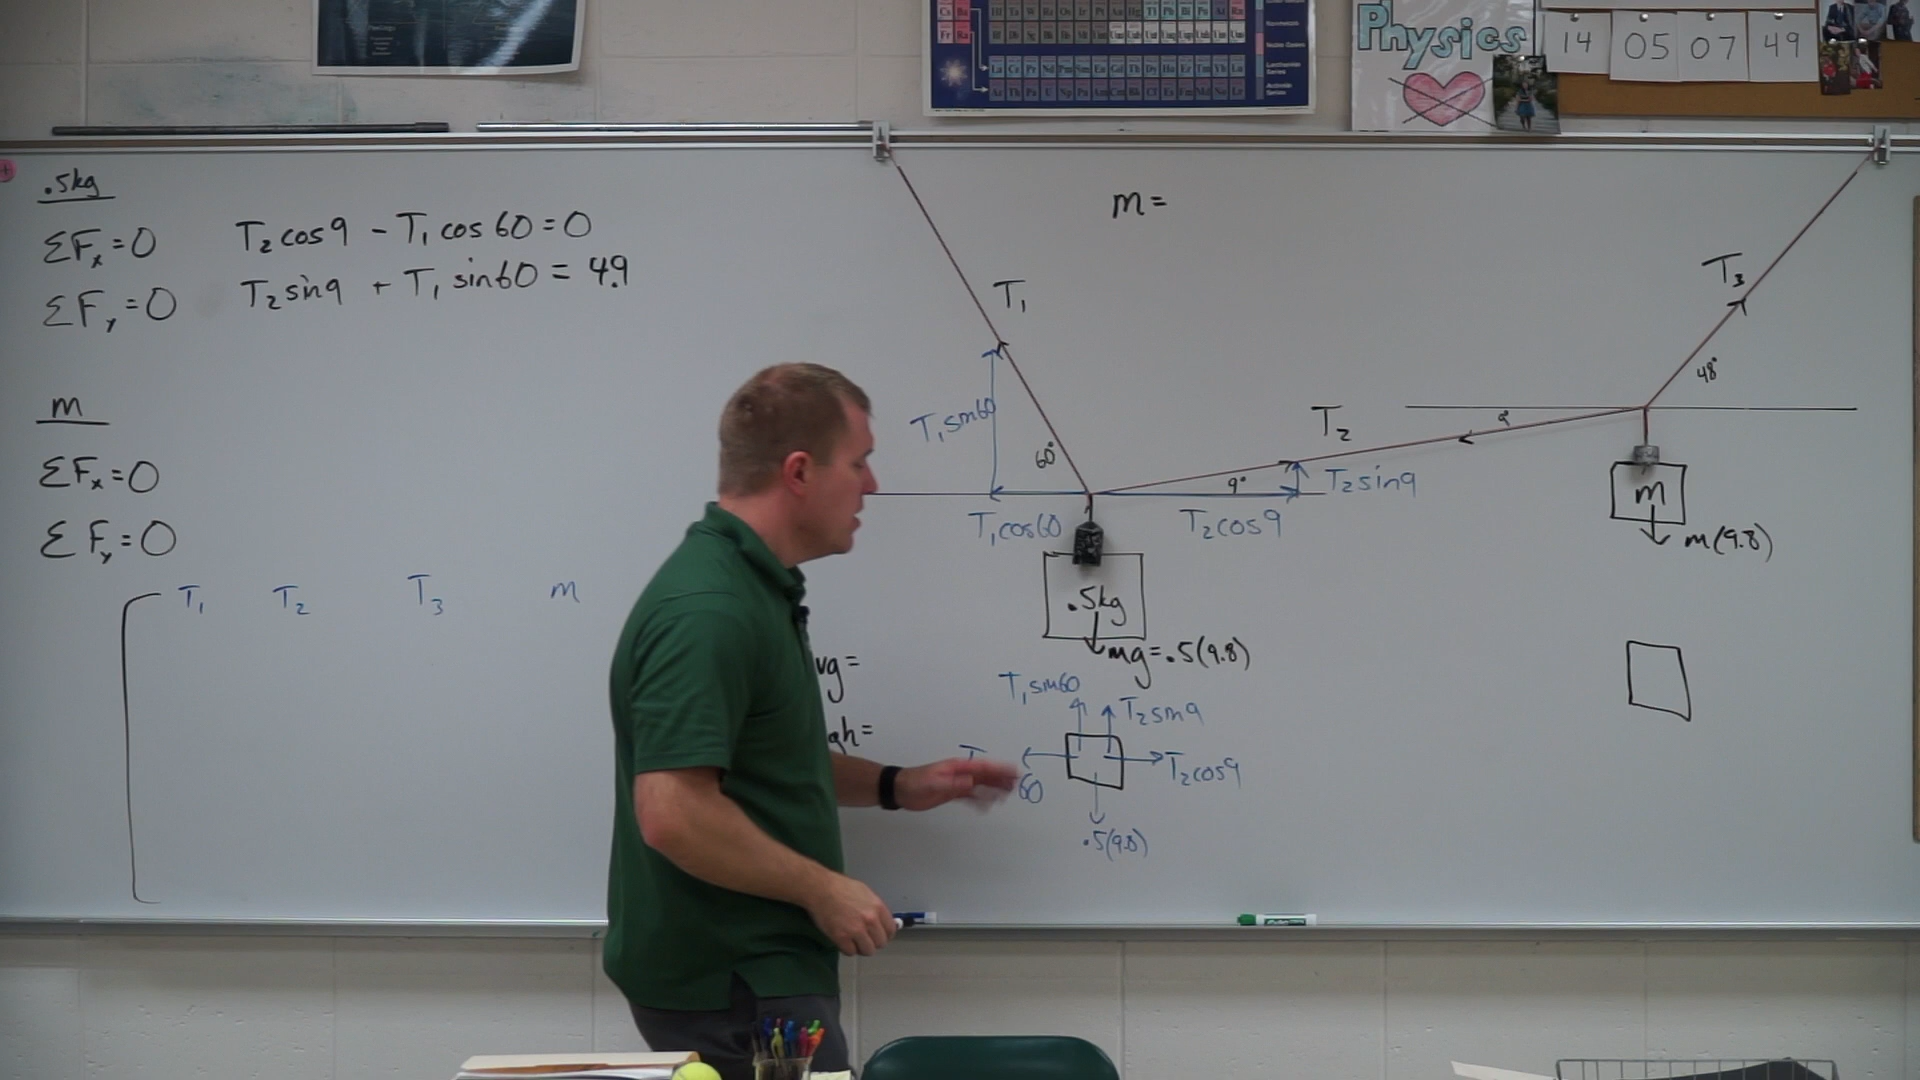 Physics
14 05 07 49
.5kg
ΣFx=0 T2cos9 - T1cos60=0
ΣFy=0 T2sin9 + T1sin60 = 4.9
m
ΣFx=0
ΣFy=0
T1 T2 T3 m
m=
T1
T3
48°
T1sin60
60°
T2
9°
9°
T2sin9
T1cos60
T2cos9
m
m(9.8)
.5kg
mg=.5(9.8)
T1sin60
T2sin9
60
T2cos9
.5(9.8)